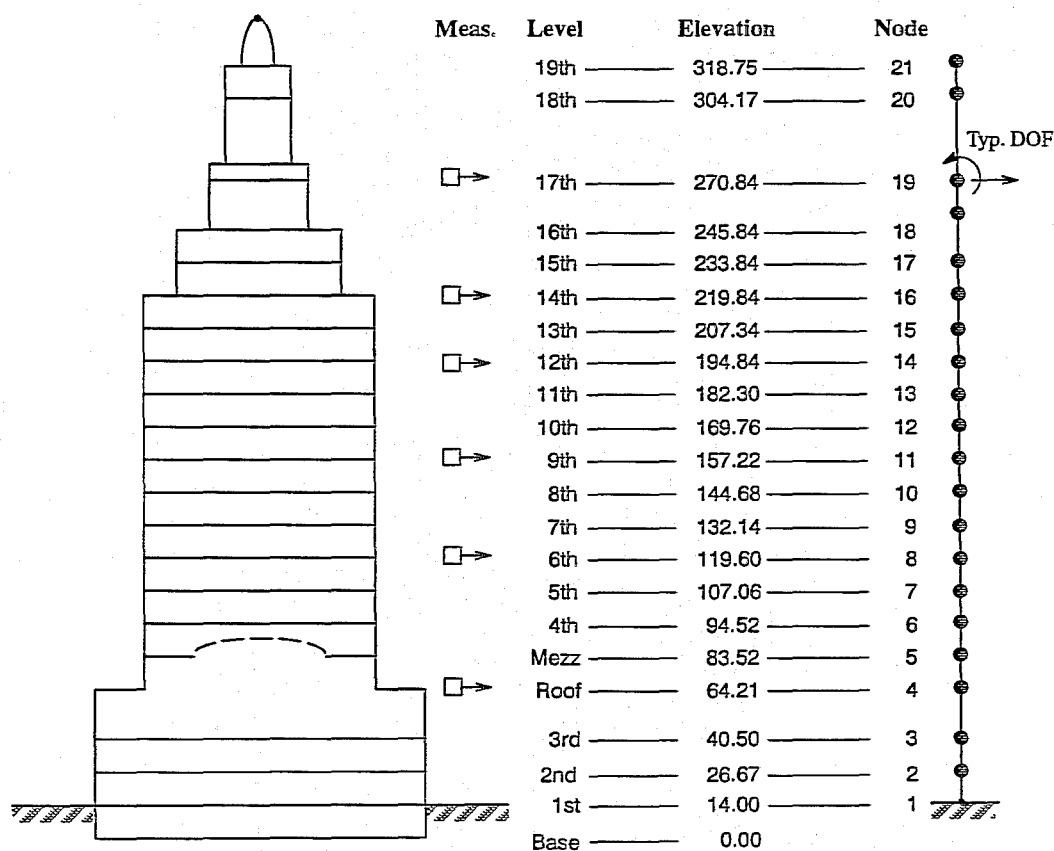 Meas. Level Elevation Node
19th 318.75 21
18th 304.17 20
Typ. DOF
17th 270.84 19
16th 245.84 18
15th 233.84 17
14th 219.84 16
13th 207.34 15
12th 194.84 14
11th 182.30 13
10th 169.76 12
9th 157.22 11
8th 144.68 10
7th 132.14 9
6th 119.60 8
5th 107.06 7
4th 94.52 6
Mezz 83.52 5
Roof 64.21 4
3rd 40.50 3
2nd 26.67 2
1st 14.00 1
Base 0.00